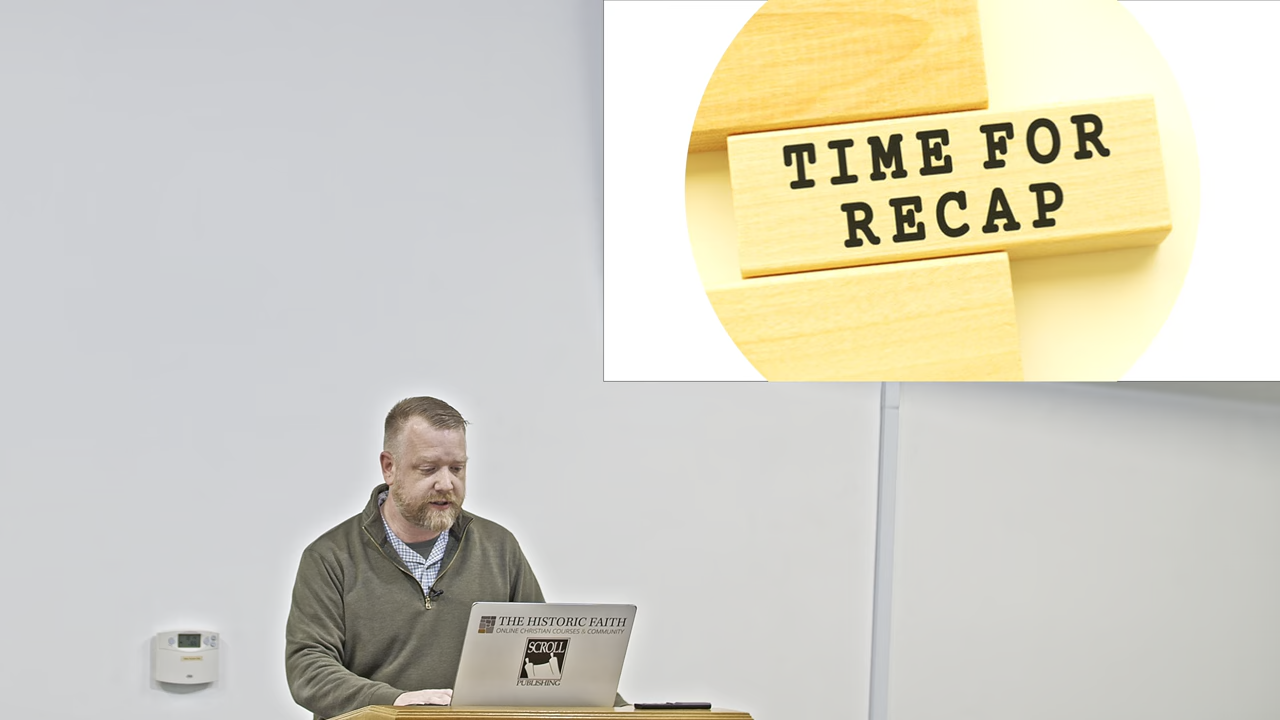 TIME FOR
RECAP
THE HISTORIC FAITH
ONLINE CHRISTIAN COURSES & COMMUNITY
SCROLL
PUBLISHING